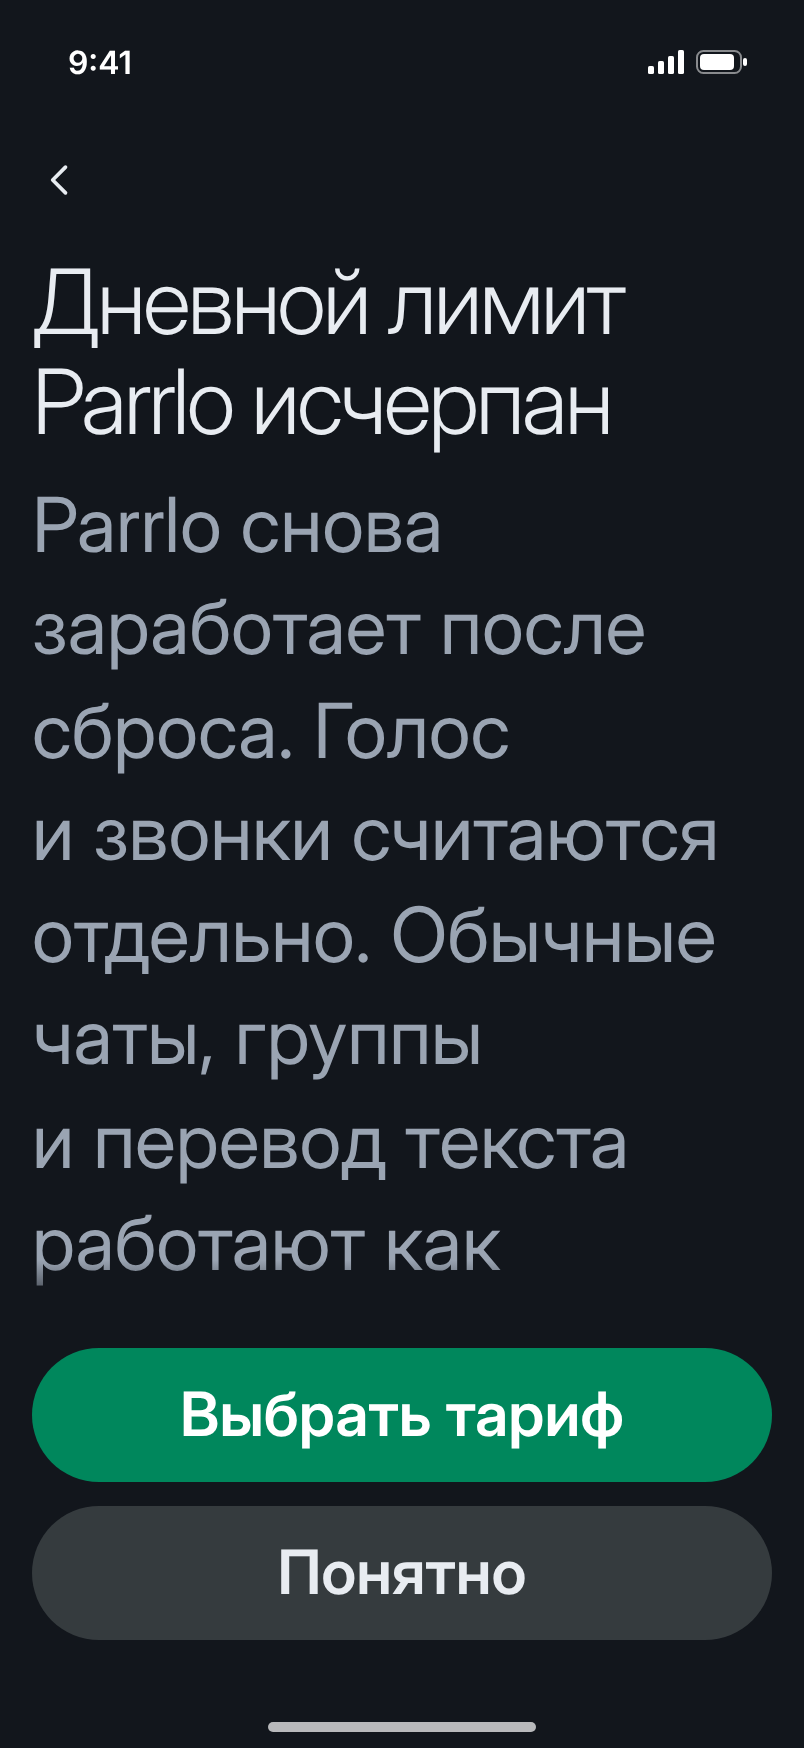 9:41
Дневной лимит
Parrlo исчерпан
Parrlo снова
заработает после
сброса. Голос
и звонки считаются
отдельно. Обычные
чаты, группы
и перевод текста
работают как
Выбрать тариф
Понятно